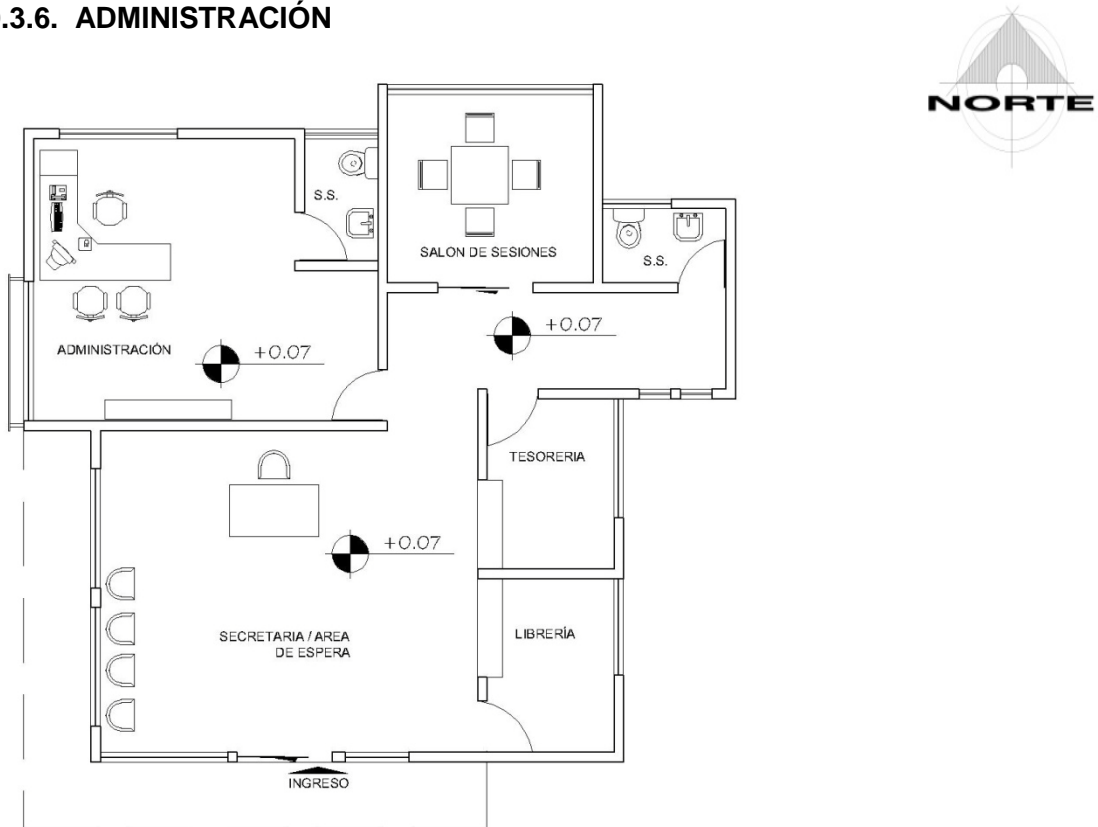 .3.6. ADMINISTRACIÓN
NORTE
S.S.
SALON DE SESIONES
S.S.
+0.07
ADMINISTRACIÓN
+0.07
TESORERIA
+0.07
SECRETARIA / AREA
DE ESPERA
LIBRERÍA
INGRESO